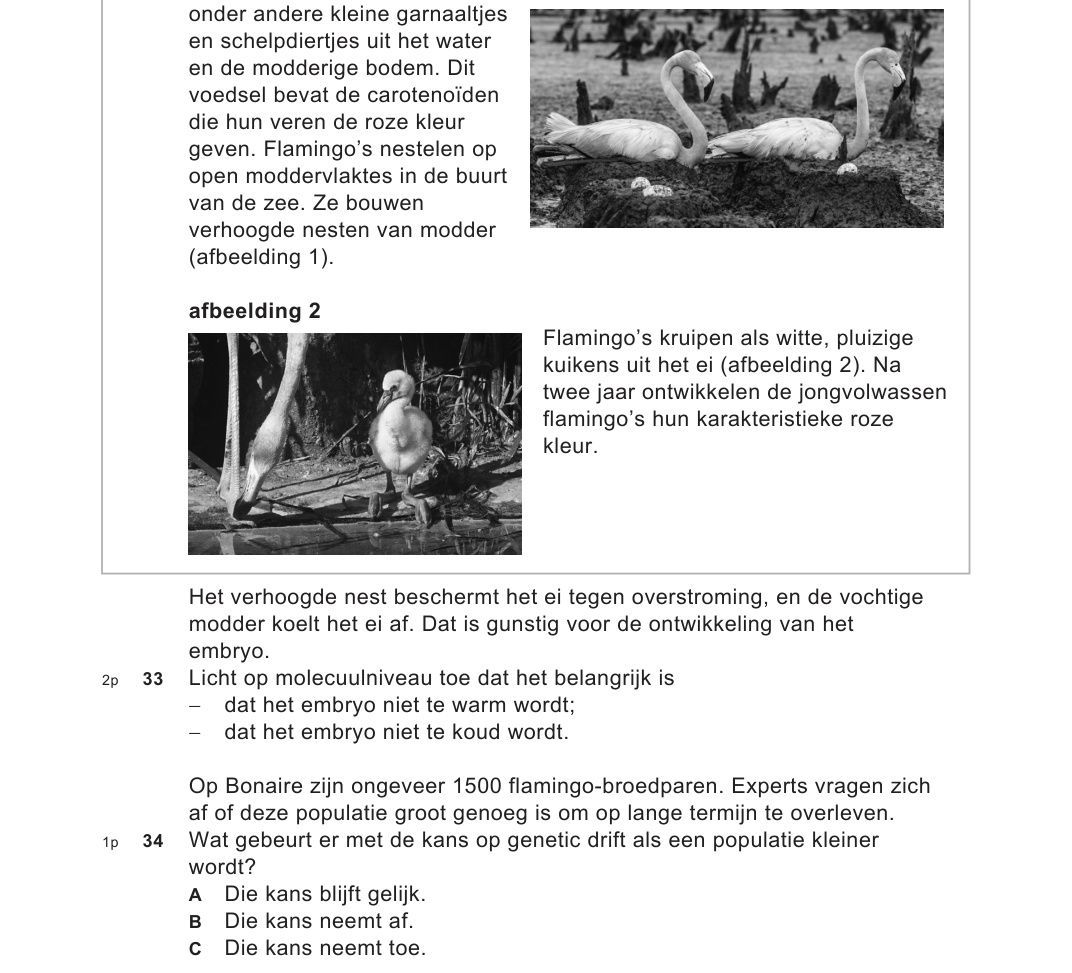 onder andere kleine garnaaltjes
en schelpdiertjes uit het water
en de modderige bodem. Dit
voedsel bevat de carotenoïden
die hun veren de roze kleur
geven. Flamingo’s nestelen op
open moddervlaktes in de buurt
van de zee. Ze bouwen
verhoogde nesten van modder
(afbeelding 1).
afbeelding 2
Flamingo’s kruipen als witte, pluizige
kuikens uit het ei (afbeelding 2). Na
twee jaar ontwikkelen de jongvolwassen
flamingo’s hun karakteristieke roze
kleur.
Het verhoogde nest beschermt het ei tegen overstroming, en de vochtige
modder koelt het ei af. Dat is gunstig voor de ontwikkeling van het
embryo.
2p 33 Licht op molecuulniveau toe dat het belangrijk is
– dat het embryo niet te warm wordt;
– dat het embryo niet te koud wordt.
Op Bonaire zijn ongeveer 1500 flamingo-broedparen. Experts vragen zich
af of deze populatie groot genoeg is om op lange termijn te overleven.
1p 34 Wat gebeurt er met de kans op genetic drift als een populatie kleiner
wordt?
A Die kans blijft gelijk.
B Die kans neemt af.
C Die kans neemt toe.